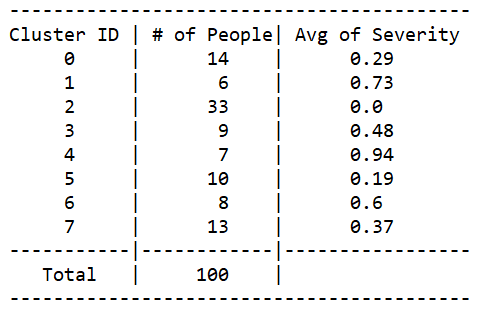 -----------------------------------------
Cluster ID | # of People| Avg of Severity
0 | 14 | 0.29
1 | 6 | 0.73
2 | 33 | 0.0
3 | 9 | 0.48
4 | 7 | 0.94
5 | 10 | 0.19
6 | 8 | 0.6
7 | 13 | 0.37
-----------|------------|----------------
Total | 100 |
-----------------------------------------